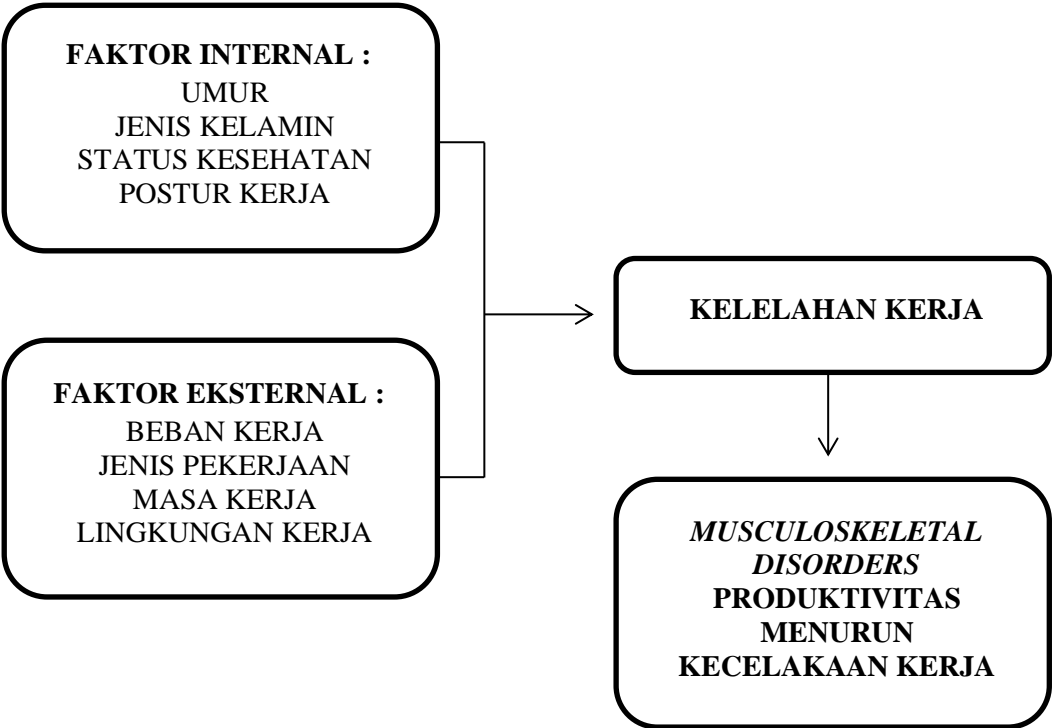 FAKTOR INTERNAL :
UMUR
JENIS KELAMIN
STATUS KESEHATAN
POSTUR KERJA
FAKTOR EKSTERNAL :
BEBAN KERJA
JENIS PEKERJAAN
MASA KERJA
LINGKUNGAN KERJA
KELELAHAN KERJA
MUSCULOSKELETAL
DISORDERS
PRODUKTIVITAS
MENURUN
KECELAKAAN KERJA